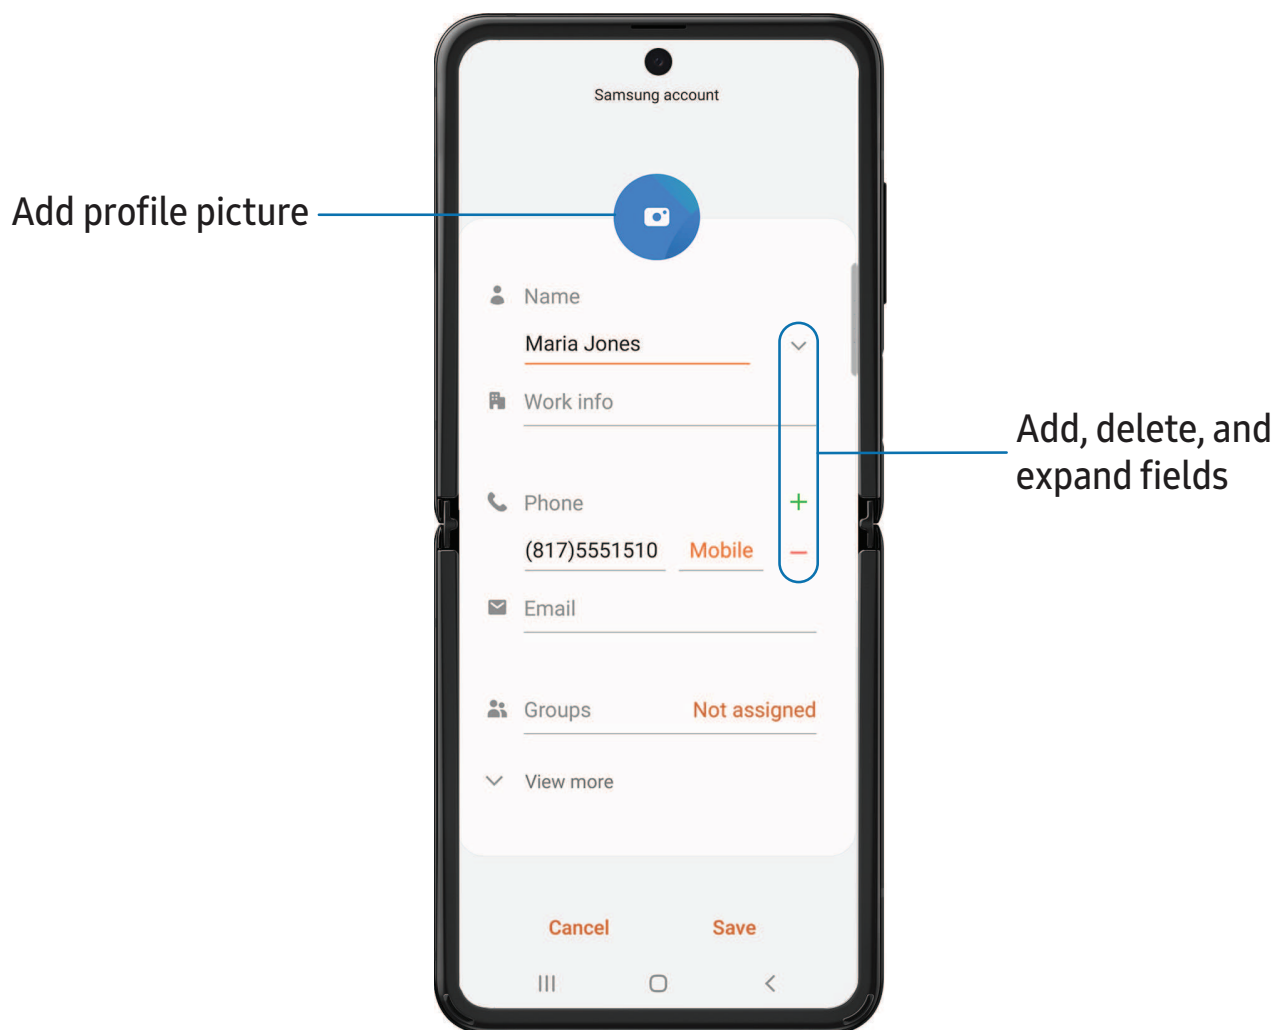 Samsung account
Add profile picture
Name
Maria Jones
Work info
Add, delete, and
expand fields
Phone
(817)5551510 Mobile
Email
Groups Not assigned
View more
Cancel Save